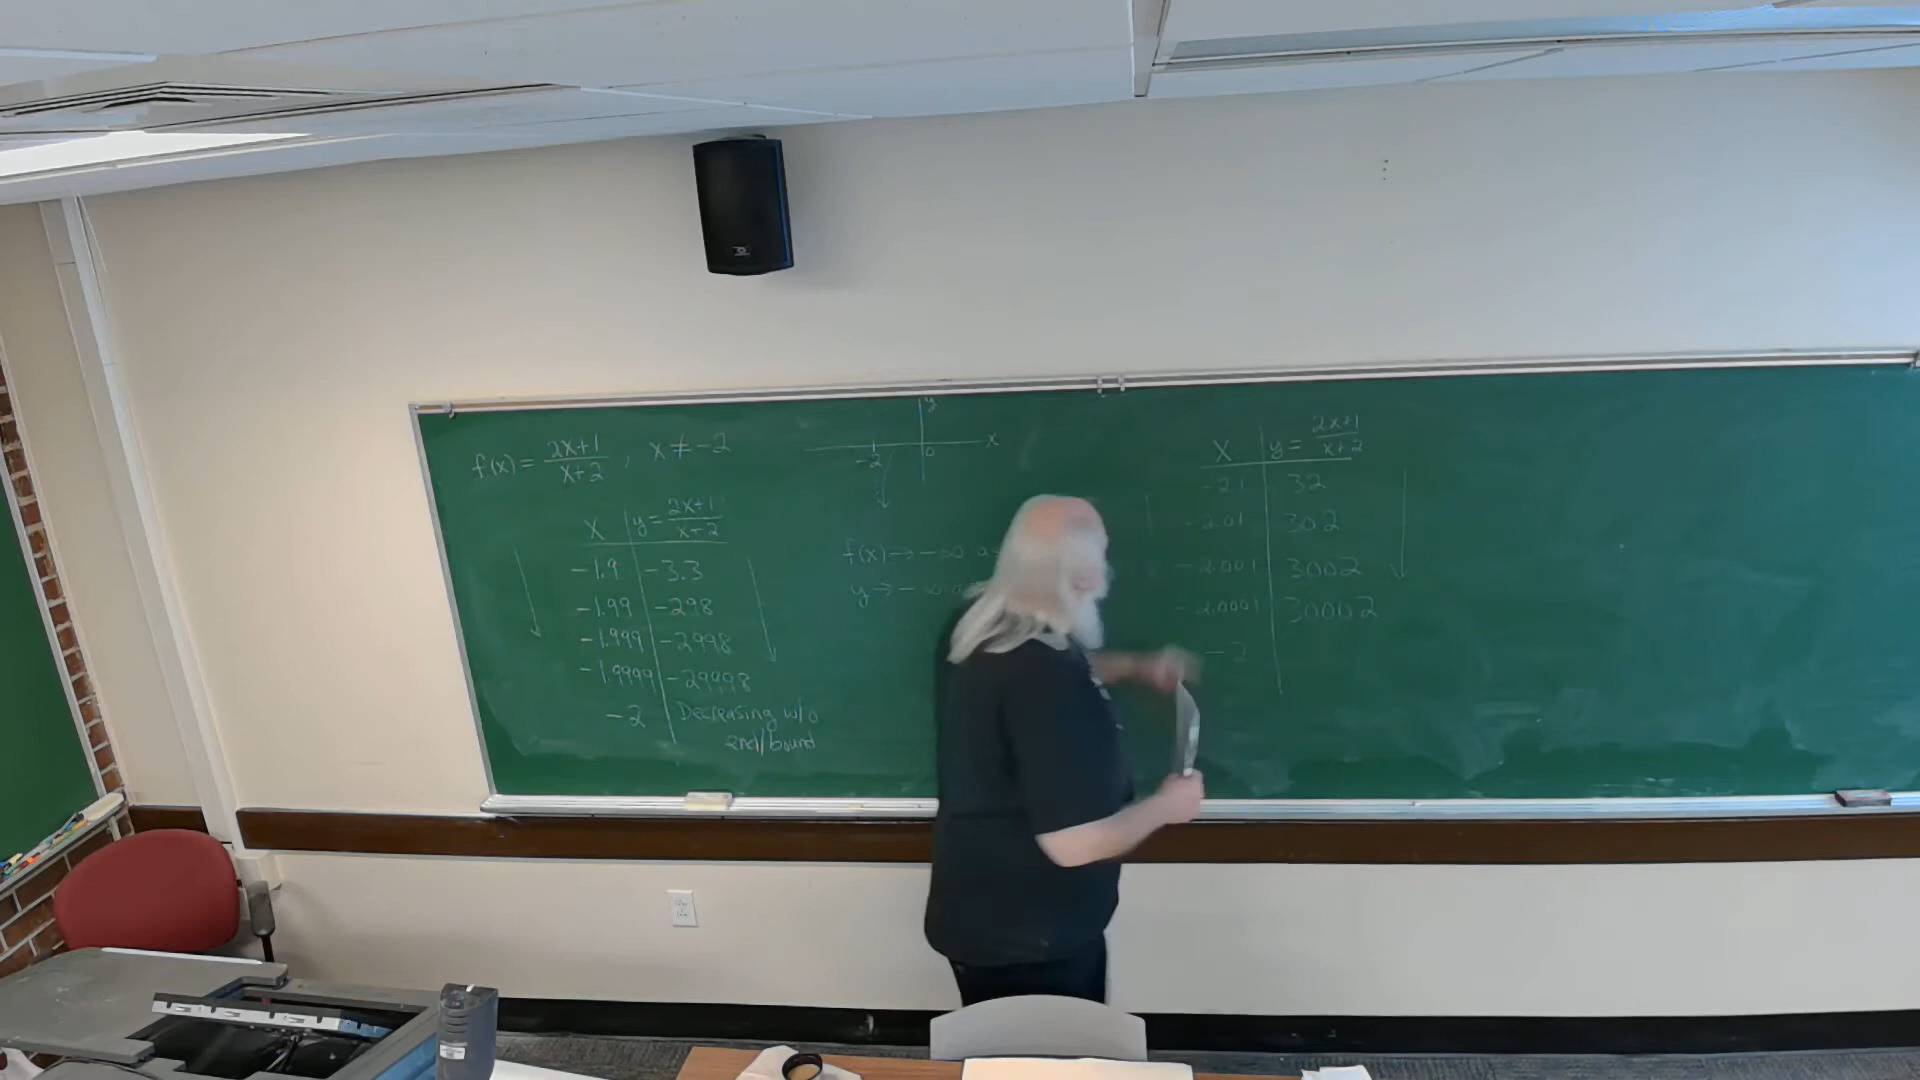 f(x) = 2x+1 / x+2 , x ≠ -2
x | y = 2x+1 / x+2
-1.9 | -3.3
-1.99 | -298
-1.999 | -2998
-1.9999 | -29998
-2 | Decreasing w/o
bound
y
-2 0 x
f(x) → -∞ as
y → -∞
x | y = 2x+1 / x+2
-2.1 | 32
-2.01 | 302
-2.001 | 3002
-2.0001 | 30002
-2